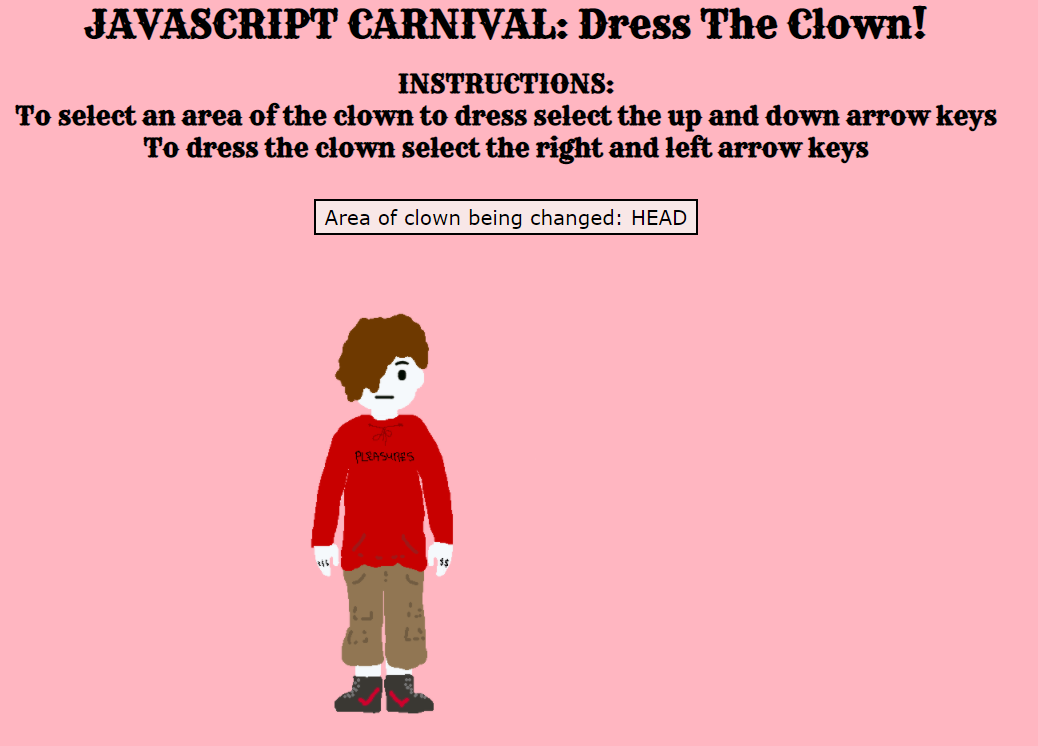 JAVASCRIPT CARNIVAL: Dress The Clown!
INSTRUCTIONS:
To select an area of the clown to dress select the up and down arrow keys
To dress the clown select the right and left arrow keys
Area of clown being changed: HEAD
PLEASURES
$$